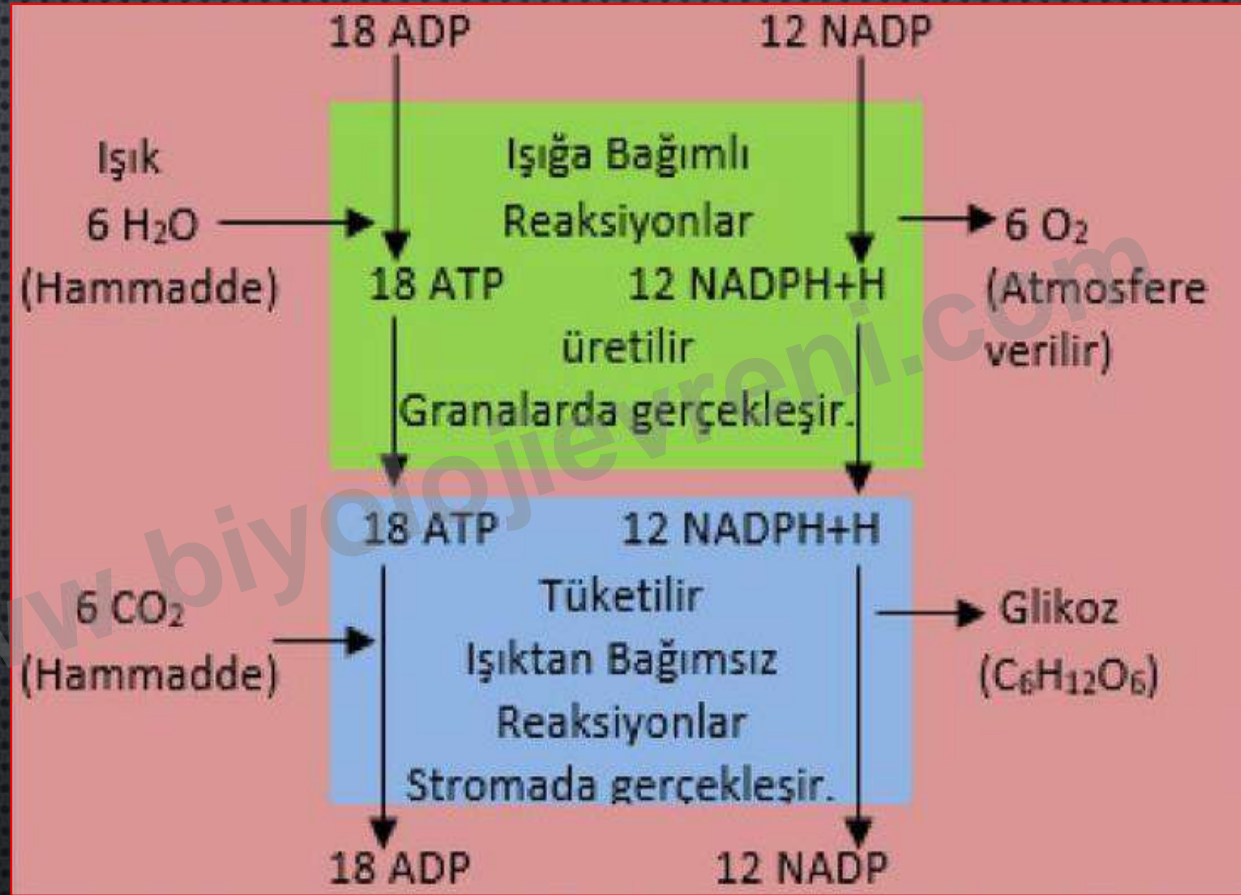 18 ADP 12 NADP
Işık
6 H₂O
(Hammadde)
Işığa Bağımlı
Reaksiyonlar
18 ATP 12 NADPH+H
üretilir
Granalarda gerçekleşir.
6 O₂
(Atmosfere
verilir)
18 ATP 12 NADPH+H
Tüketilir
Işıktan Bağımsız
Reaksiyonlar
Stromada gerçekleşir.
6 CO₂
(Hammadde)
Glikoz
(C₆H₁₂O₆)
18 ADP 12 NADP
w.biyolojievreni.com